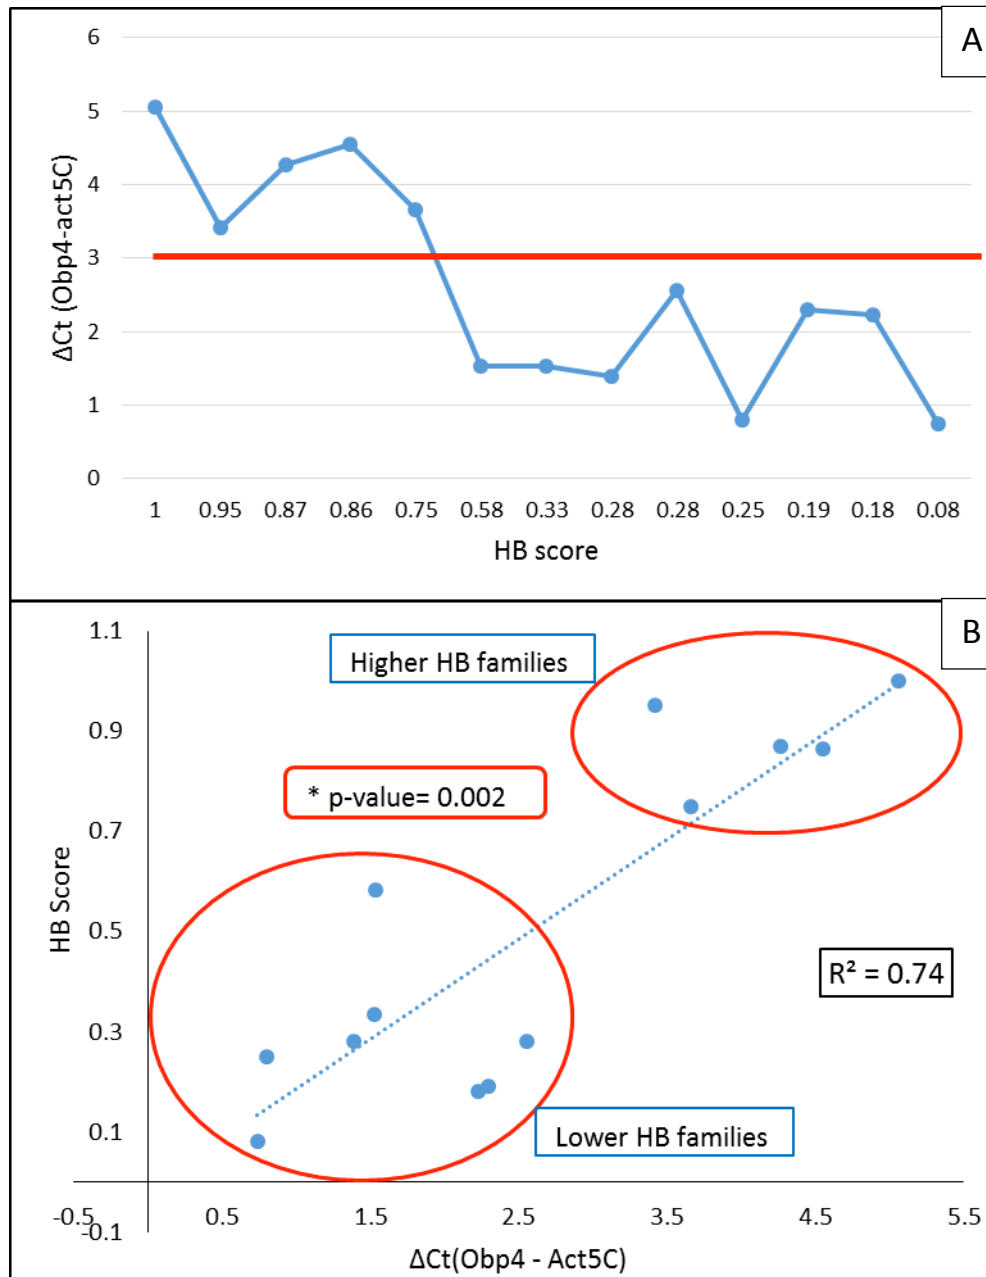 A
6
5
4
3
2
1
0
ΔCt (Obp4-act5C)
1 0.95 0.87 0.86 0.75 0.58 0.33 0.28 0.28 0.25 0.19 0.18 0.08
HB score
B
1.1
0.9
0.7
0.5
0.3
0.1
-0.1
HB Score
Higher HB families
* p-value= 0.002
R² = 0.74
Lower HB families
-0.5 0.5 1.5 2.5 3.5 4.5 5.5
ΔCt(Obp4 - Act5C)